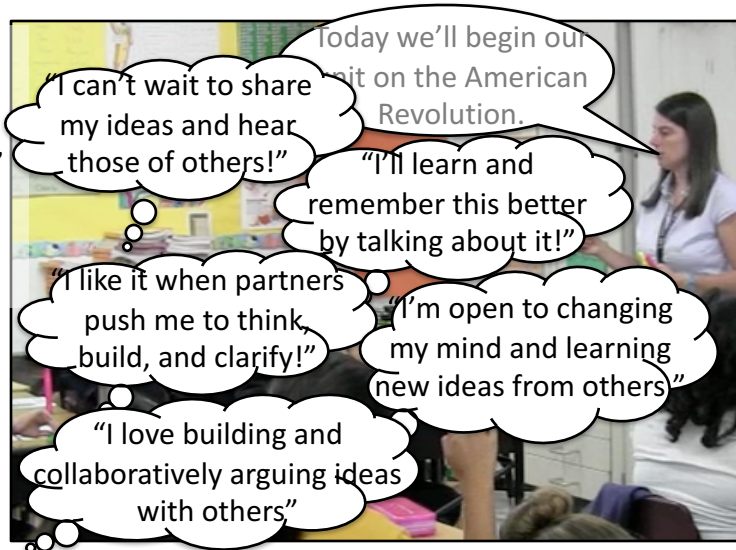 Today we’ll begin our
unit on the American
Revolution.
“I can’t wait to share
my ideas and hear
those of others!”
“I’ll learn and
remember this better
by talking about it!”
“I like it when partners
push me to think,
build, and clarify!”
“I’m open to changing
my mind and learning
new ideas from others.”
“I love building and
collaboratively arguing ideas
with others”
”